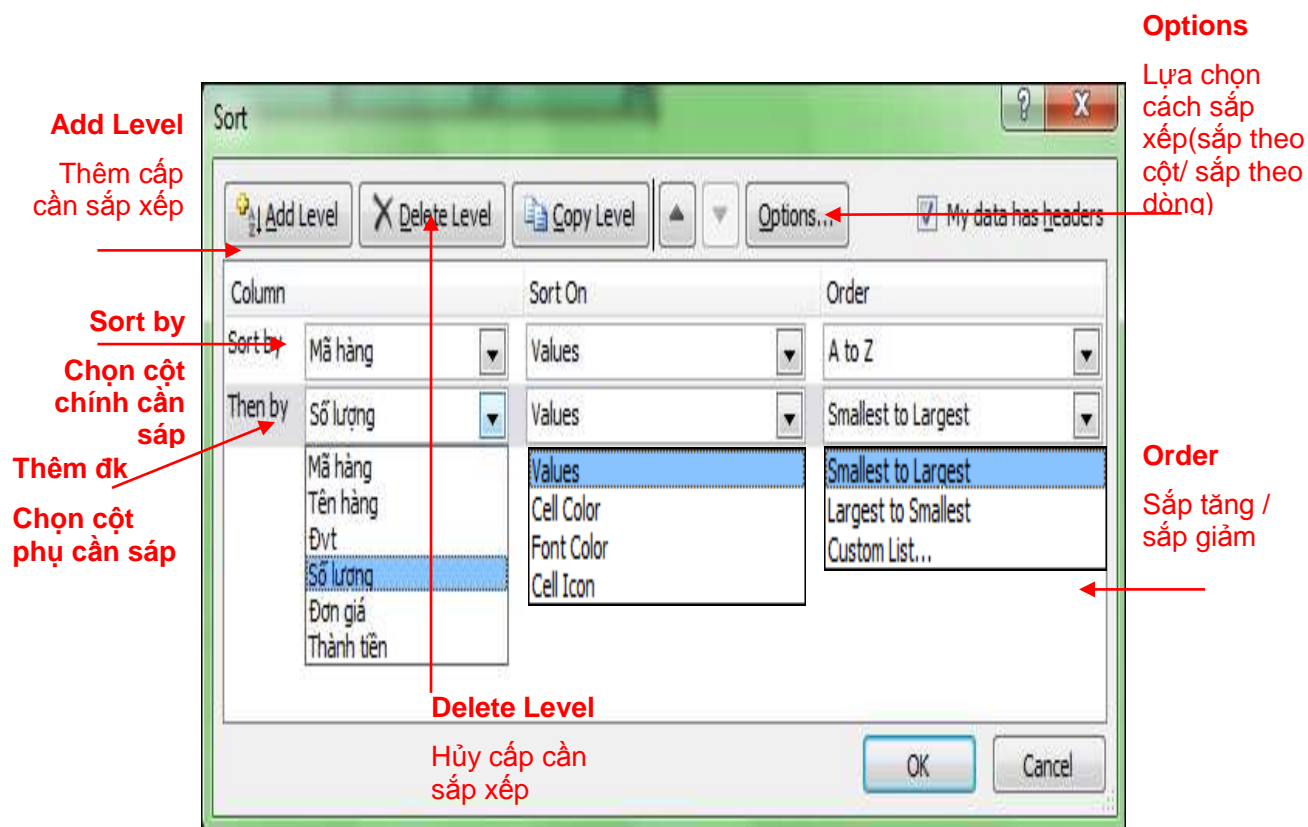 Options
Lựa chọn
cách sắp
xếp(sắp theo
cột/ sắp theo
dòng)
Add Level
Thêm cấp
cần sắp xếp
Sort by
Chọn cột
chính cần
sáp
Thêm đk
Chọn cột
phụ cần sáp
Sort
Add Level Delete Level Copy Level Options... My data has headers
Column Sort On Order
Sort by Mã hàng Values A to Z
Then by Số lượng Values Smallest to Largest
Mã hàng
Tên hàng
Đvt
Số lượng
Đơn giá
Thành tiền
Values
Cell Color
Font Color
Cell Icon
Smallest to Largest
Largest to Smallest
Custom List...
Order
Sắp tăng /
sắp giảm
Delete Level
Hủy cấp cần
sắp xếp
OK Cancel